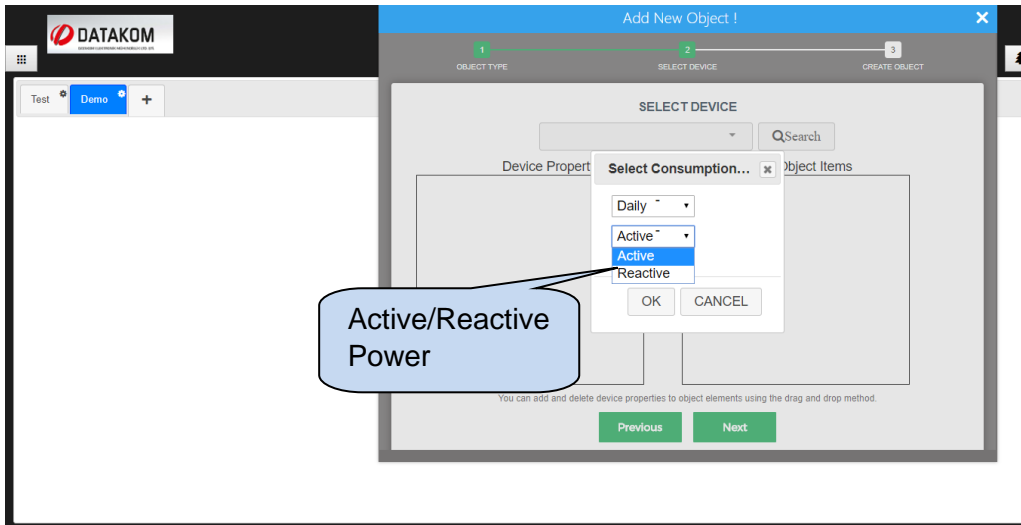 DATAKOM
Add New Object !
1
2
3
OBJECT TYPE
SELECT DEVICE
CREATE OBJECT
Test
Demo
+
SELECT DEVICE
Search
Device Propert
Object Items
Select Consumption...
Daily
Active
Active
Reactive
OK CANCEL
Active/Reactive
Power
You can add and delete device properties to object elements using the drag and drop method.
Previous
Next